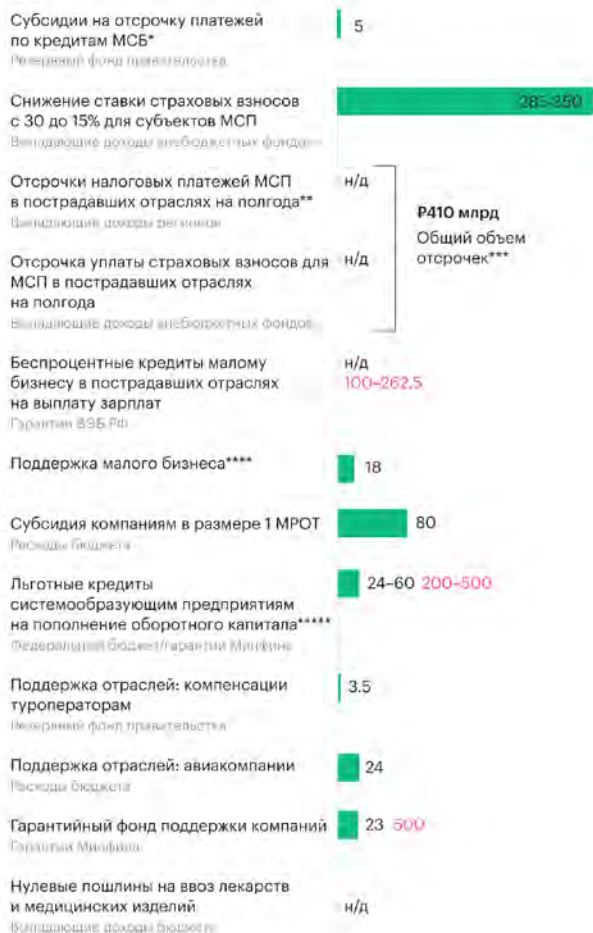 Субсидии на отсрочку платежей
по кредитам МСБ*
5
Резервный фонд правительства
Снижение ставки страховых взносов
с 30 до 15% для субъектов МСП
285–350
Выпадающие доходы внебюджетных фондов
Отсрочки налоговых платежей МСП
в пострадавших отраслях на полгода**
н/д
Выпадающие доходы регионов
₽410 млрд
Общий объем
отсрочек***
Отсрочка уплаты страховых взносов для
МСП в пострадавших отраслях
на полгода
н/д
Выпадающие доходы внебюджетных фондов
Беспроцентные кредиты малому
бизнесу в пострадавших отраслях
на выплату зарплат
н/д
100–262.5
Гарантии ВЭБ.РФ
Поддержка малого бизнеса****
18
Субсидия компаниям в размере 1 МРОТ
80
Расходы бюджета
Льготные кредиты
системообразующим предприятиям
на пополнение оборотного капитала*****
24–60 200–500
Федеральный бюджет/гарантии Минфина
Поддержка отраслей: компенсации
туроператорам
3.5
Резервный фонд правительства
Поддержка отраслей: авиакомпании
24
Расходы бюджета
Гарантийный фонд поддержки компаний
23 500
Гарантии Минфина
Нулевые пошлины на ввоз лекарств
и медицинских изделий
н/д
Выпадающие доходы бюджета